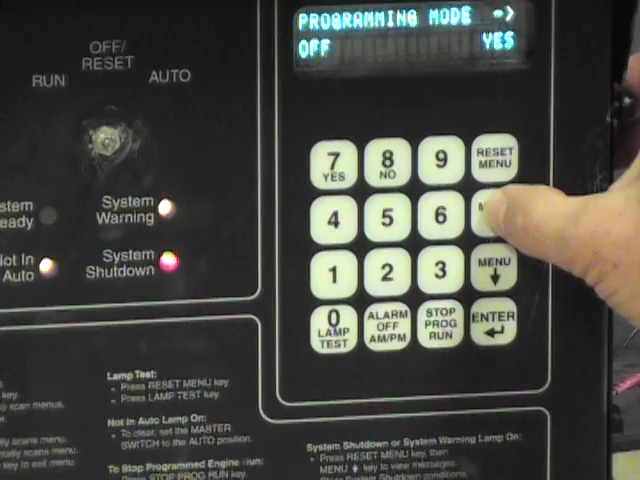 PROGRAMMING MODE ->
OFF YES
OFF/
RESET
RUN
AUTO
System
Warning
Not In
Auto
System
Shutdown
7
YES
8
NO
9
RESET
MENU
4
5
6
1
2
3
MENU
↓
0
LAMP
TEST
ALARM
OFF
AM/PM
STOP
PROG
RUN
ENTER
↵
Lamp Test:
- Press RESET MENU key
- Press LAMP TEST key.
Not In Auto Lamp On:
- To clear, set the MASTER
SWITCH to the AUTO position.
To Stop Programmed Engine Run:
Press STOP PROG RUN key.
key.
to scan menus.
scans menu.
scans menu.
key to exit menu.
System Shutdown or System Warning Lamp On:
- Press RESET MENU key, then
MENU key to view messages.